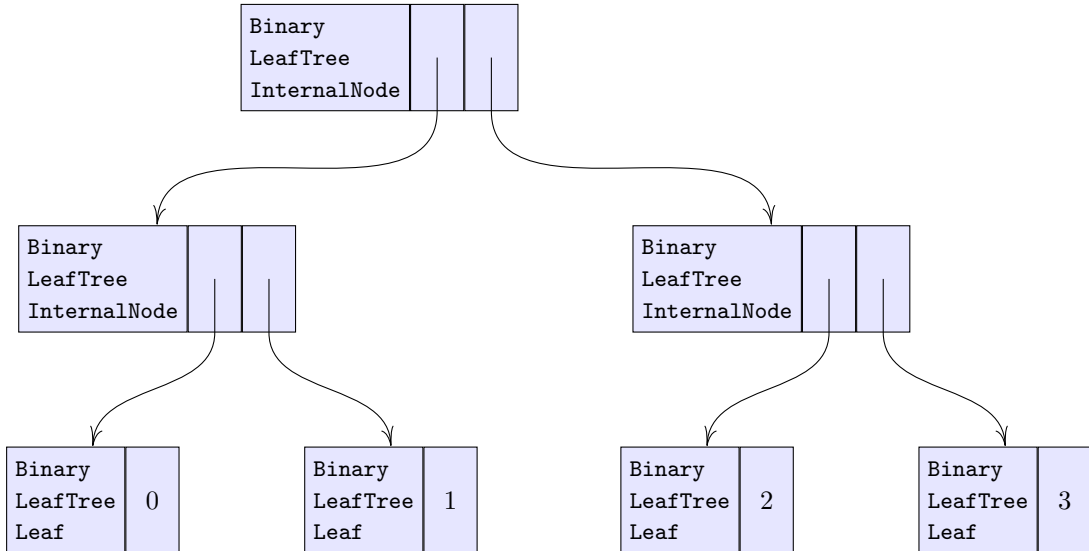 Binary
LeafTree
InternalNode
Binary
LeafTree
InternalNode
Binary
LeafTree
InternalNode
Binary
LeafTree
Leaf
0
Binary
LeafTree
Leaf
1
Binary
LeafTree
Leaf
2
Binary
LeafTree
Leaf
3